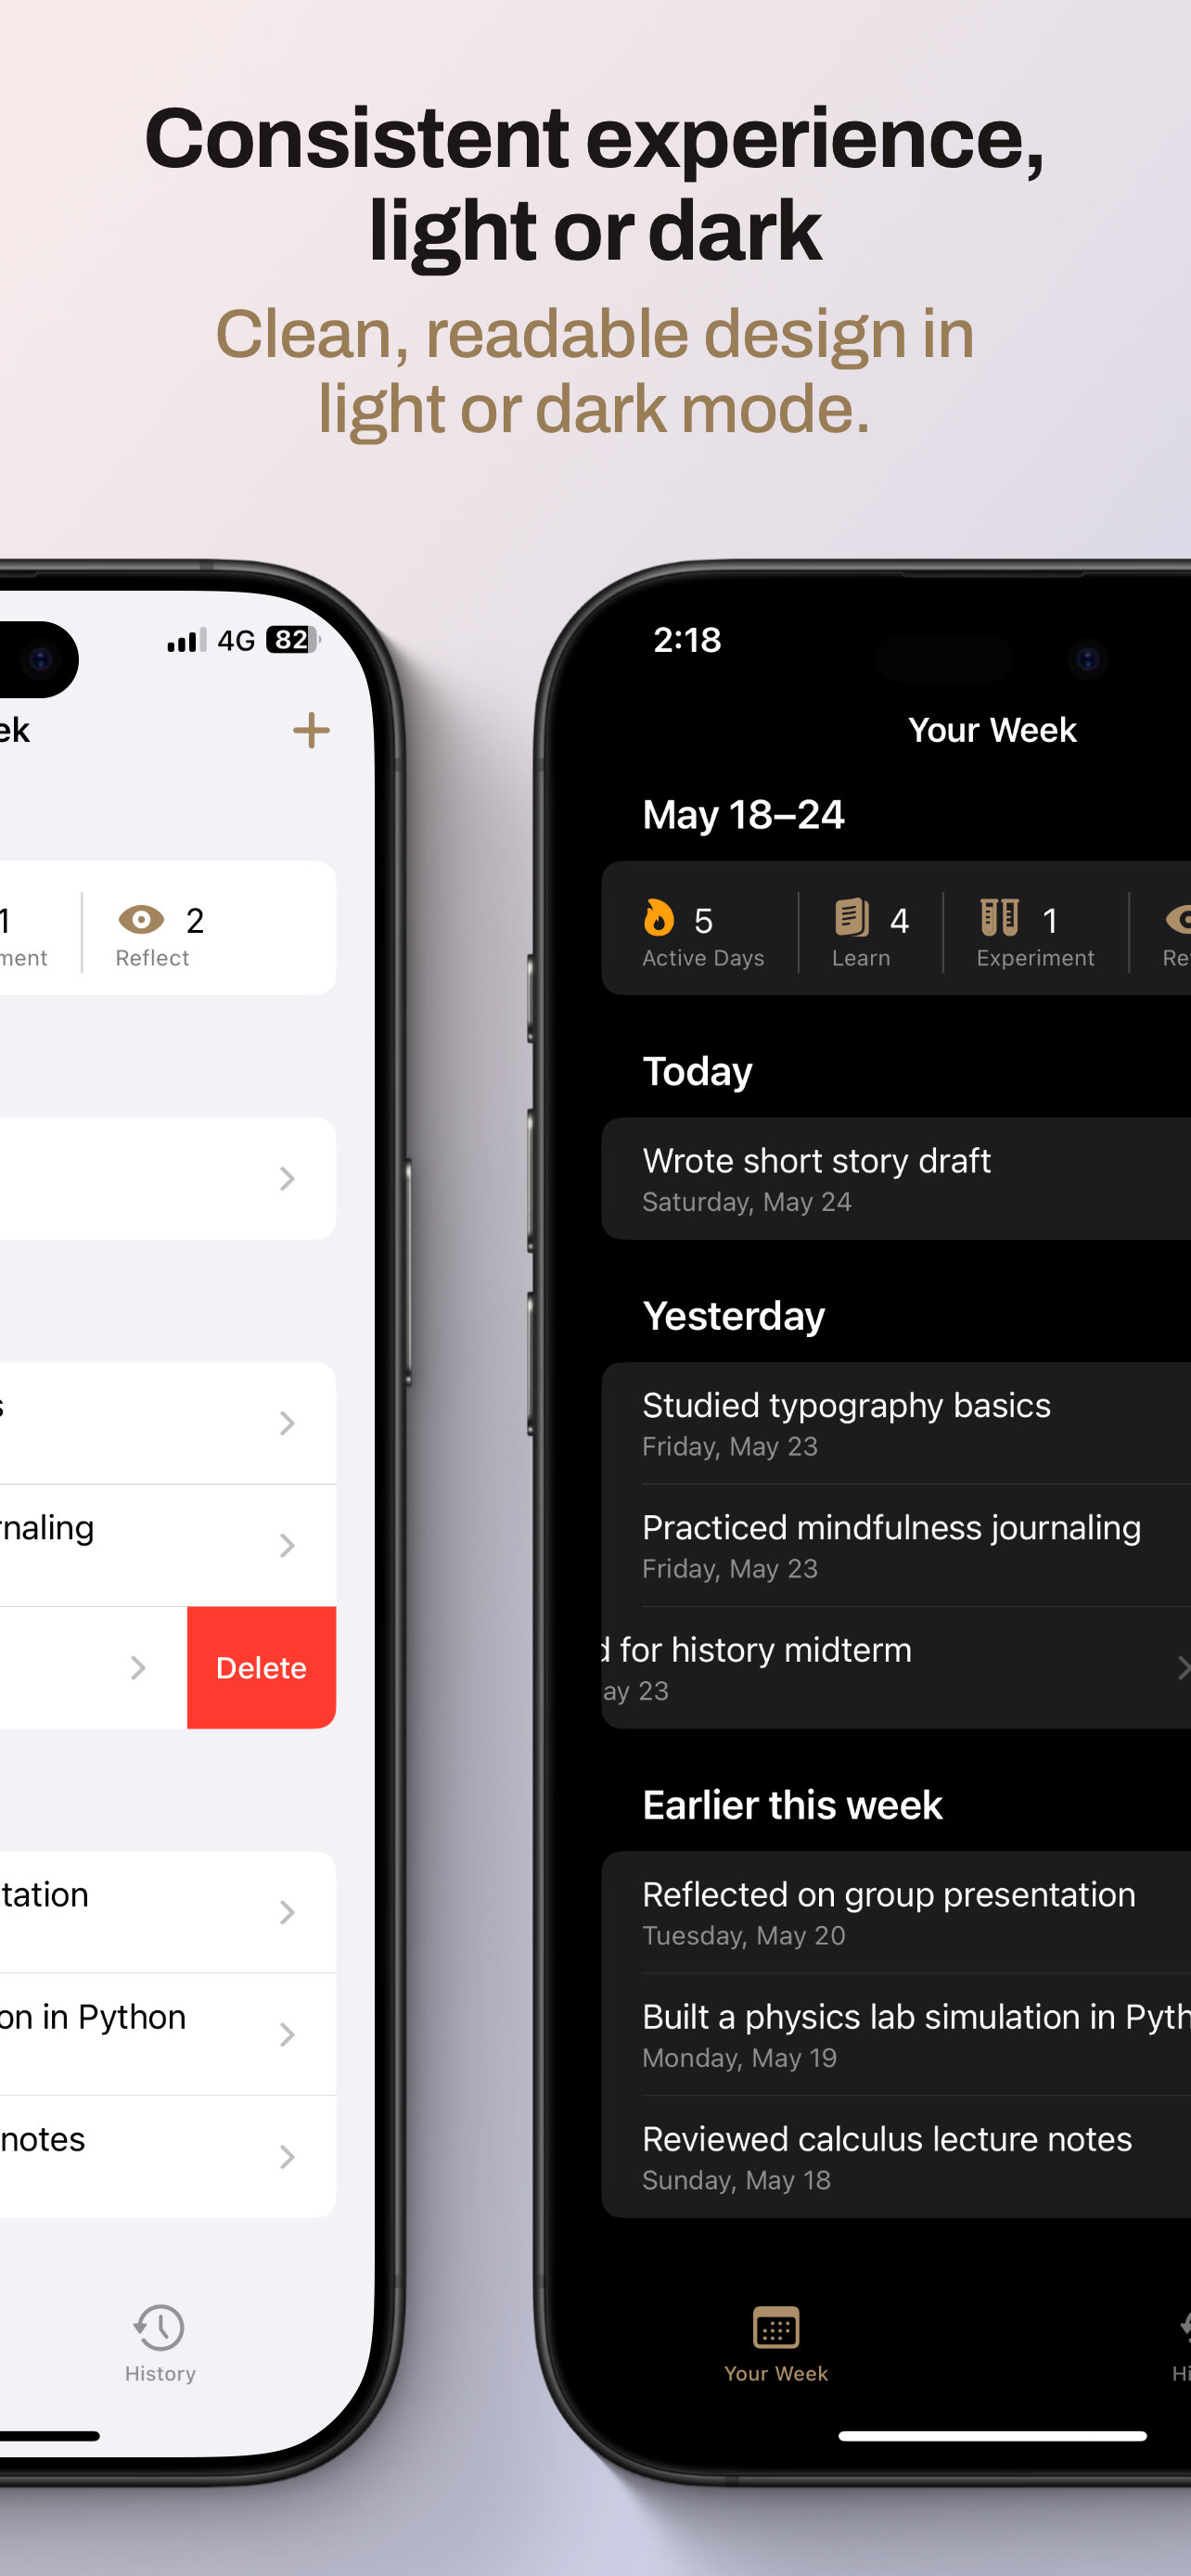 Consistent experience,
light or dark
Clean, readable design in
light or dark mode.
4G 82
ek
1
ment
2
Reflect
s
rnaling
Delete
tation
on in Python
notes
History
2:18
Your Week
May 18–24
5
Active Days
4
Learn
1
Experiment
Re
Today
Wrote short story draft
Saturday, May 24
Yesterday
Studied typography basics
Friday, May 23
Practiced mindfulness journaling
Friday, May 23
d for history midterm
ay 23
Earlier this week
Reflected on group presentation
Tuesday, May 20
Built a physics lab simulation in Pyth
Monday, May 19
Reviewed calculus lecture notes
Sunday, May 18
Your Week
Hi